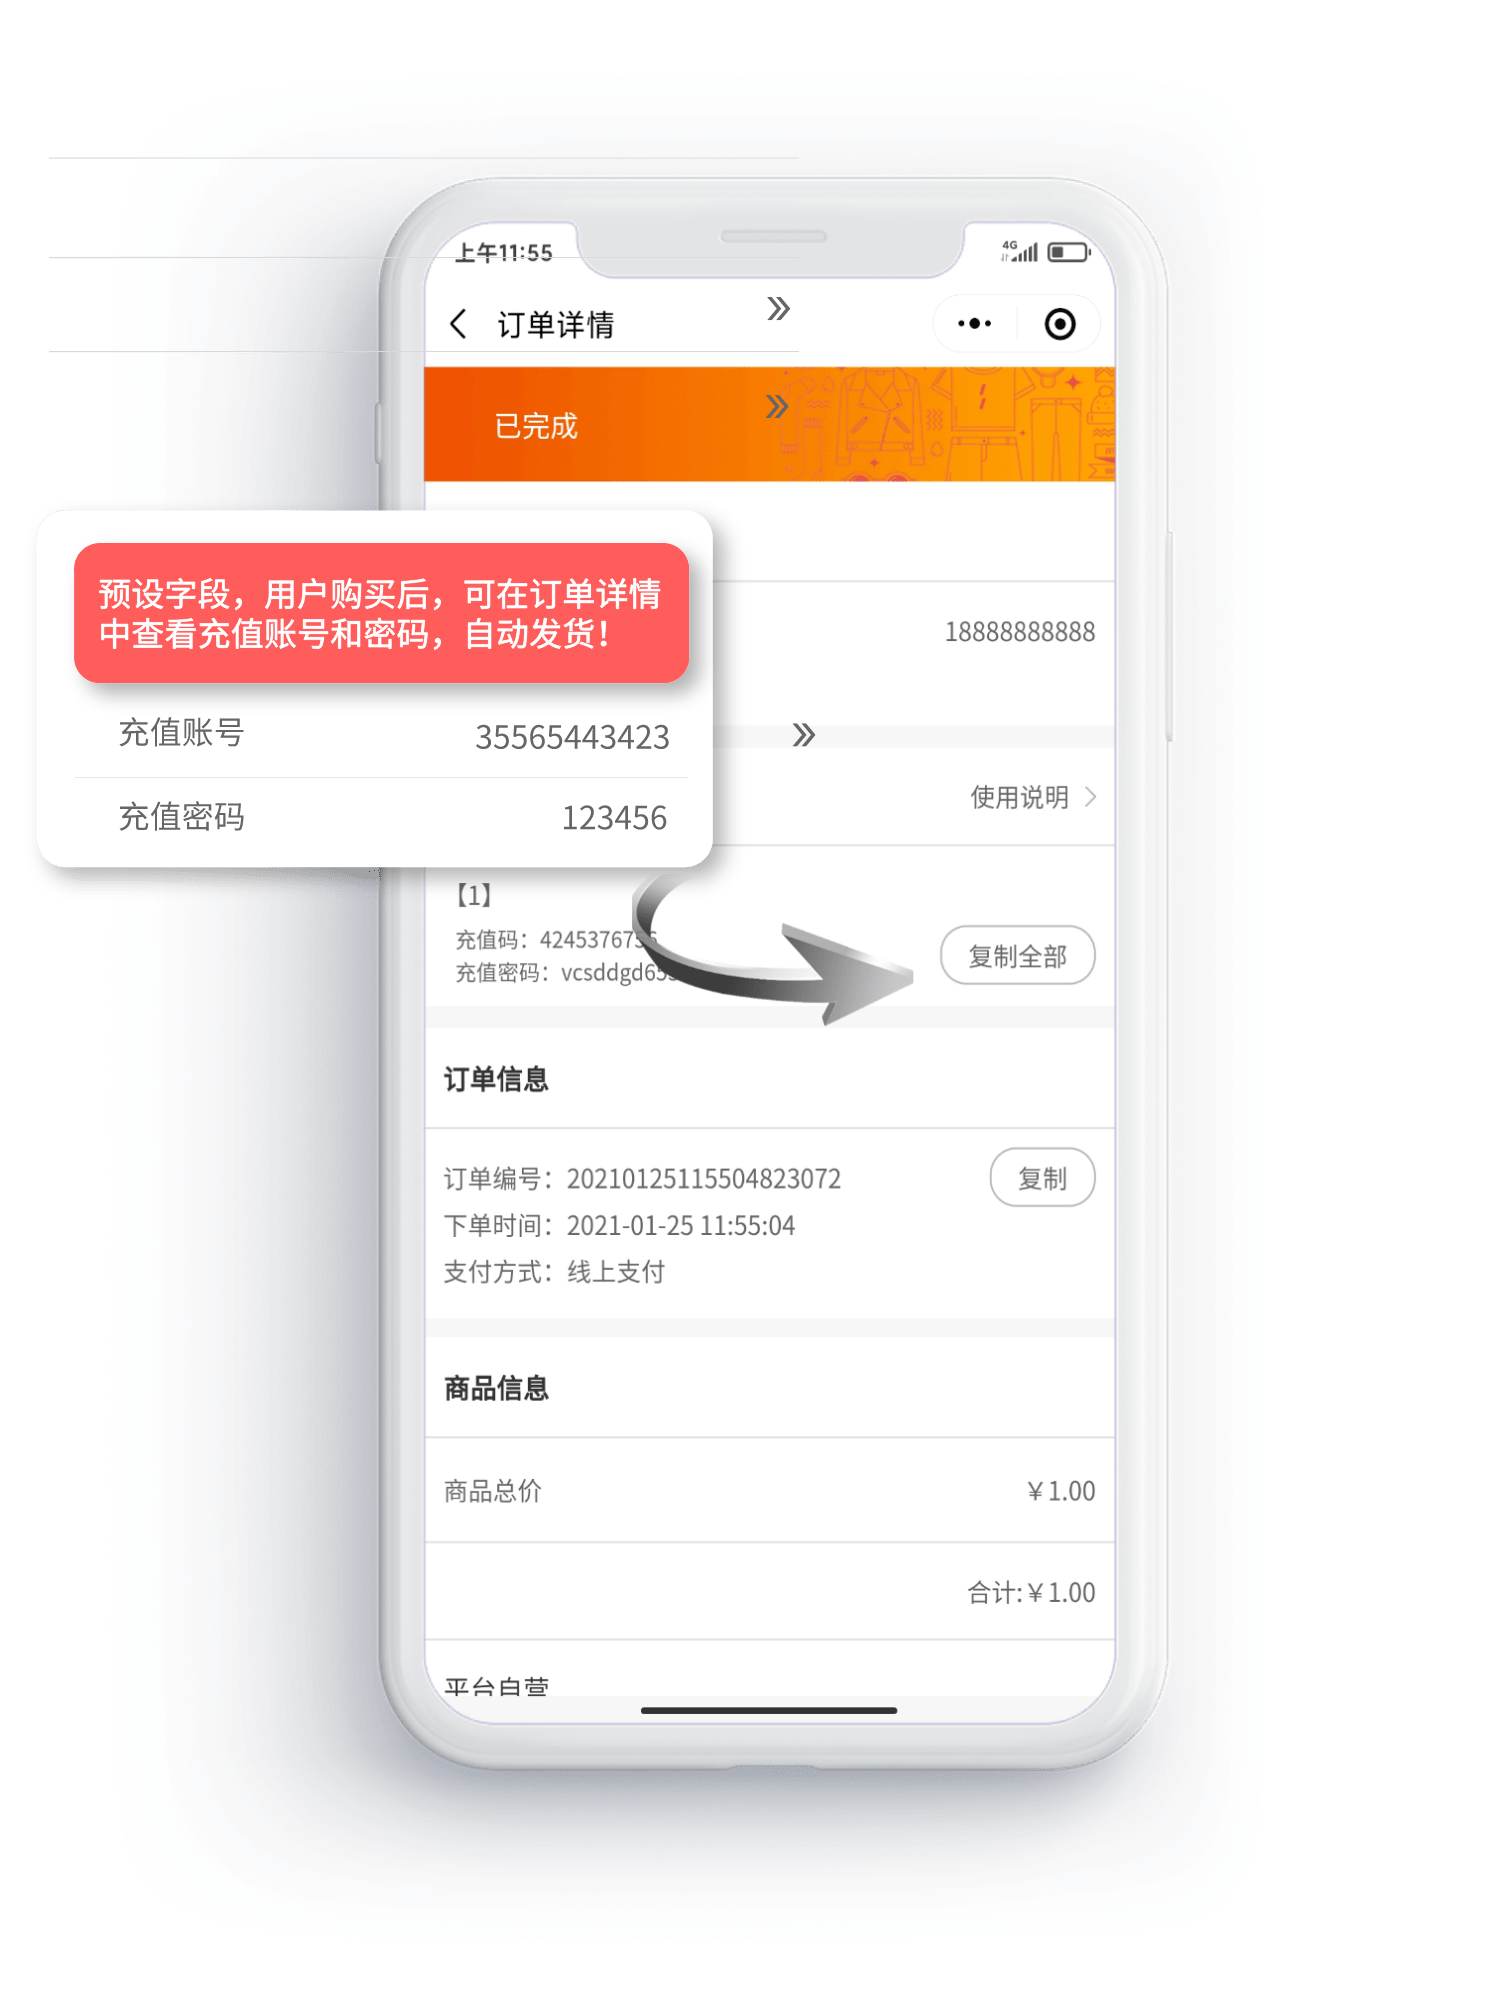 上午11:55
4G
订单详情
已完成
预设字段，用户购买后，可在订单详情
中查看充值账号和密码，自动发货！
18888888888
充值账号 35565443423
充值密码 123456
使用说明
【1】
充值码：4245376736
充值密码：vcsddgd65
复制全部
订单信息
订单编号：20210125115504823072
复制
下单时间：2021-01-25 11:55:04
支付方式：线上支付
商品信息
商品总价 ￥1.00
合计:￥1.00
平台自营